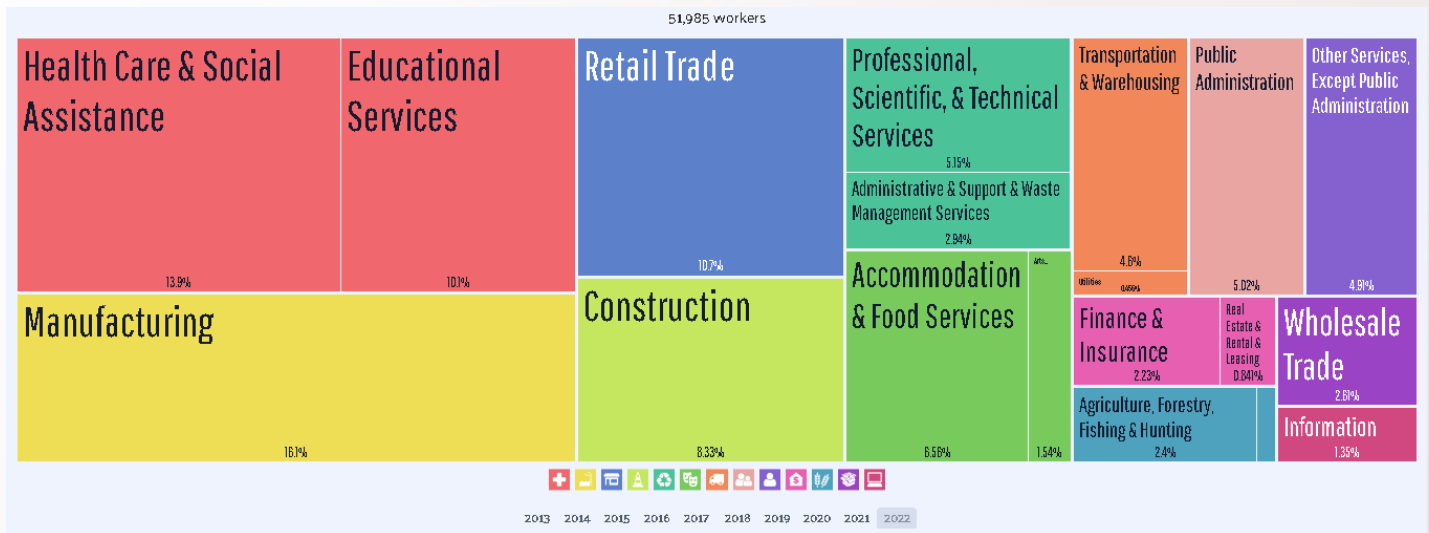 51,985 workers
Health Care & Social
Assistance
13.9%
Educational
Services
10.1%
Manufacturing
16.1%
Retail Trade
10.7%
Construction
8.33%
Professional,
Scientific, & Technical
Services
5.15%
Administrative & Support & Waste
Management Services
2.94%
Accommodation
& Food Services
6.56%
Arts...
1.54%
Transportation
& Warehousing
4.6%
Utilities
Public
Administration
5.02%
Other Services,
Except Public
Administration
4.91%
Finance &
Insurance
2.23%
Real
Estate &
Rental &
Leasing
0.841%
Wholesale
Trade
2.61%
Agriculture, Forestry,
Fishing & Hunting
2.4%
Information
1.35%
2013 2014 2015 2016 2017 2018 2019 2020 2021 2022